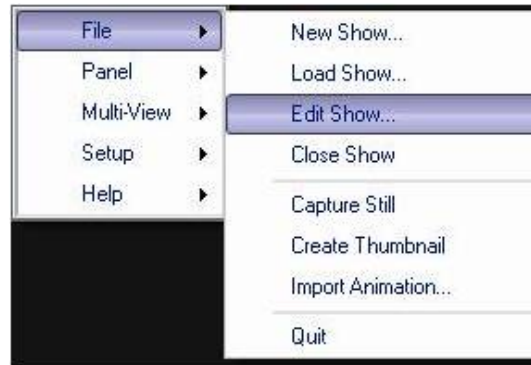 File
Panel
Multi-View
Setup
Help
New Show...
Load Show...
Edit Show...
Close Show
Capture Still
Create Thumbnail
Import Animation...
Quit